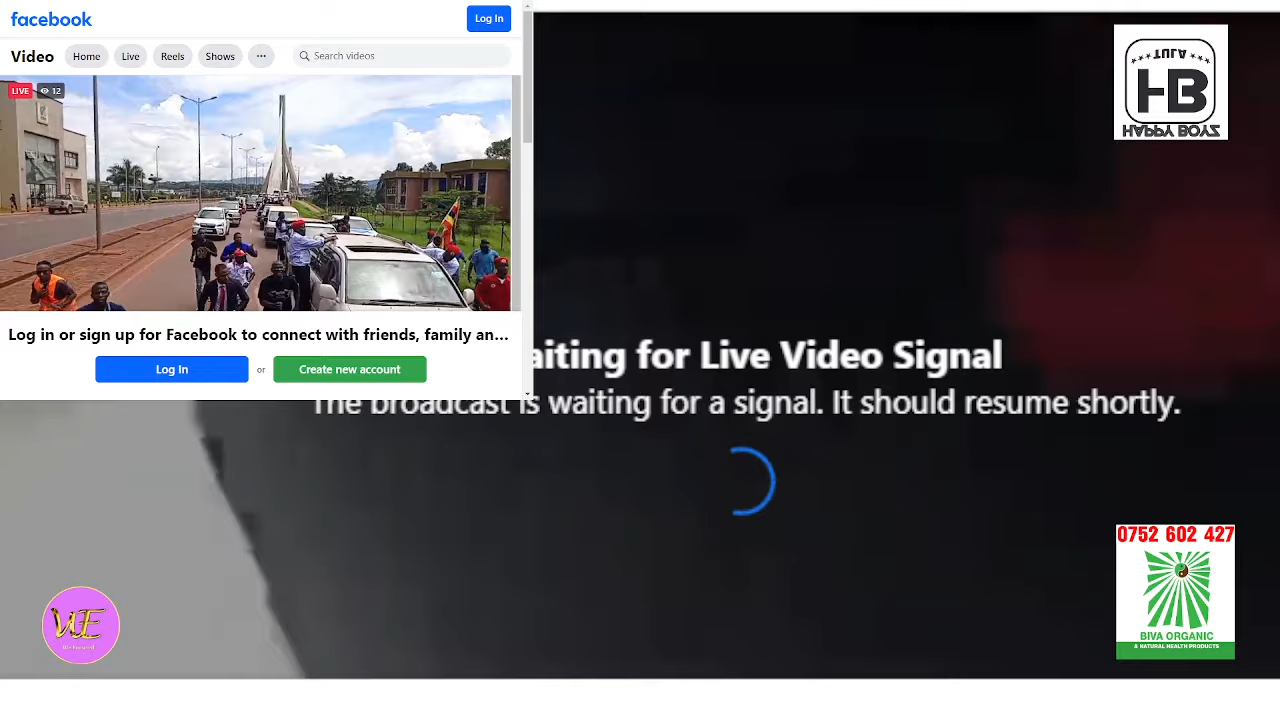 facebook
Log In
Video
Home
Live
Reels
Shows
Search videos
LIVE
12
Log in or sign up for Facebook to connect with friends, family an...
Log In
or
Create new account
aiting for Live Video Signal
The broadcast is waiting for a signal. It should resume shortly.
TULA
HB
HAPPY BOYZ
0752 602 427
BIVA ORGANIC
& NATURAL HEALTH PRODUCTS
WE